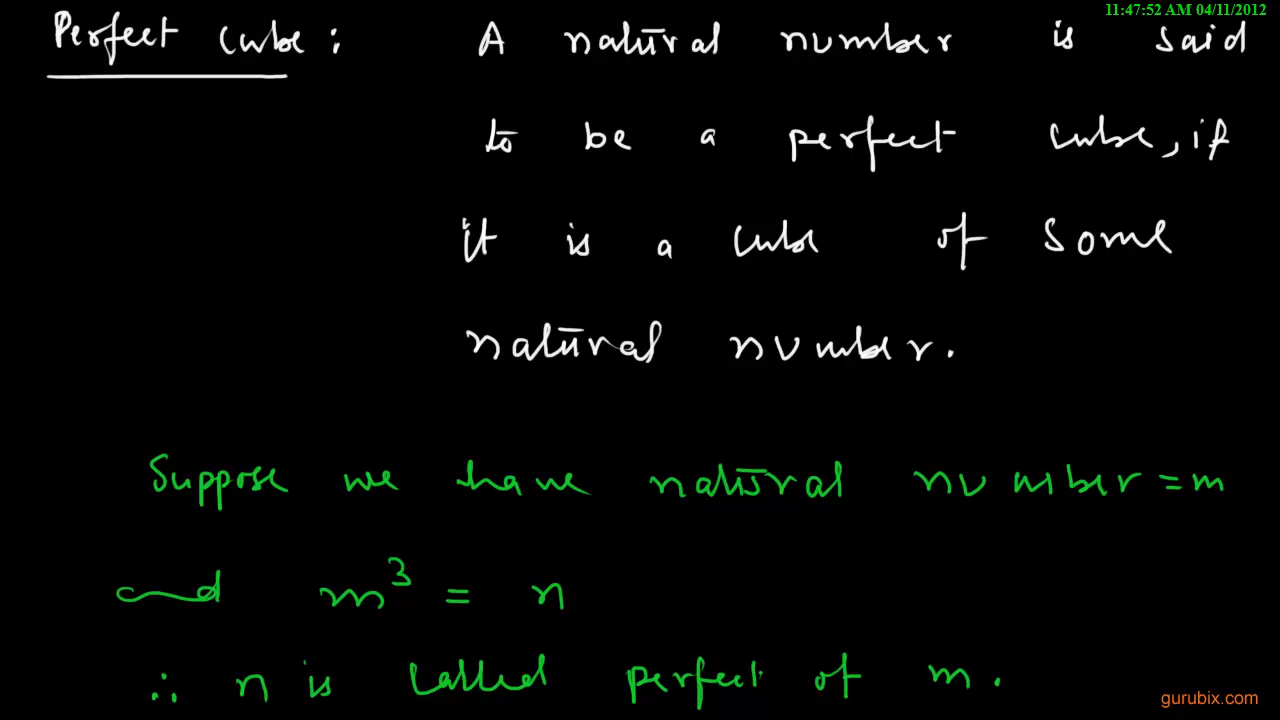 11:47:52 AM 04/11/2012
Perfect cube: A natural number is said
to be a perfect cube, if
it is a cube of some
natural number.
Suppose we have natural number = m
and m³ = n
∴ n is called perfect of m.
gurubix.com